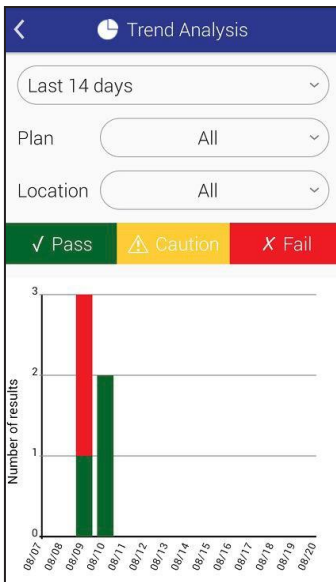 Trend Analysis
Last 14 days
Plan All
Location All
√ Pass ⚠ Caution X Fail
3
2
1
0
Number of results
08/07 08/08 08/09 08/10 08/11 08/12 08/13 08/14 08/15 08/16 08/17 08/18 08/19 08/20